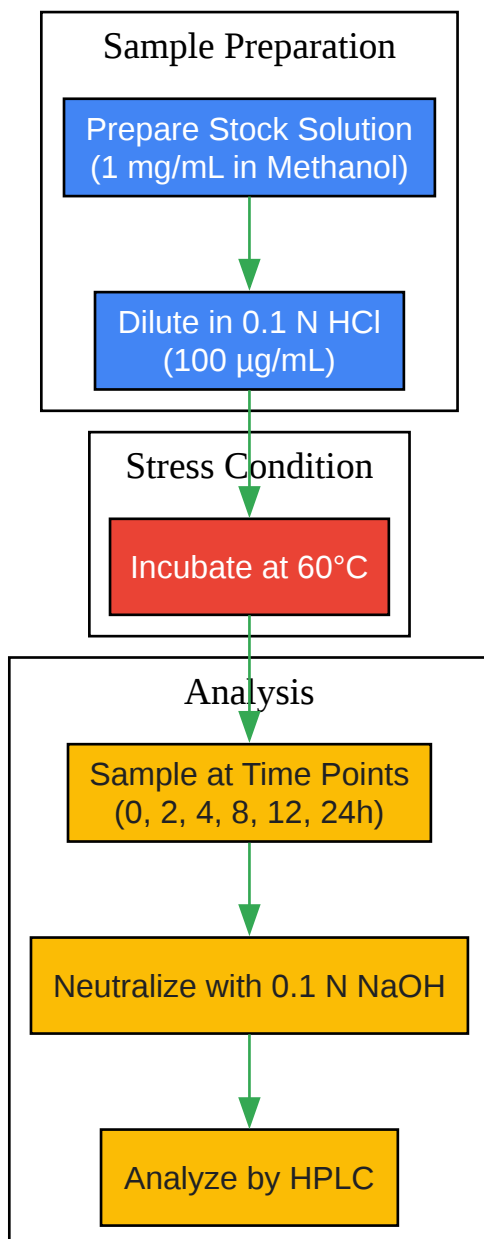 Sample Preparation
Prepare Stock Solution
(1 mg/mL in Methanol)
Dilute in 0.1 N HCl
(100 µg/mL)
Stress Condition
Incubate at 60°C
Analysis
Sample at Time Points
(0, 2, 4, 8, 12, 24h)
Neutralize with 0.1 N NaOH
Analyze by HPLC